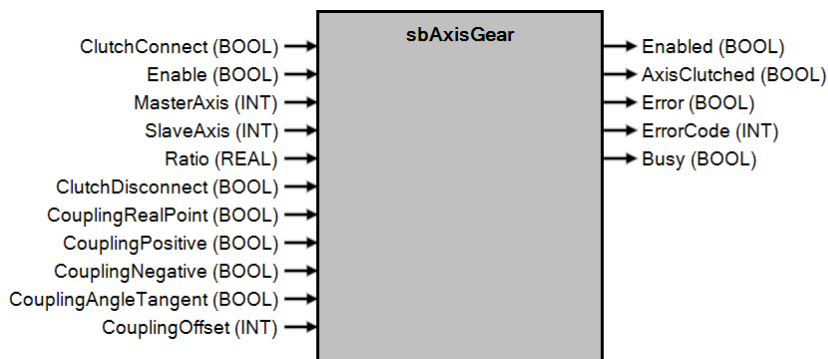 sbAxisGear
ClutchConnect (BOOL)
Enable (BOOL)
MasterAxis (INT)
SlaveAxis (INT)
Ratio (REAL)
ClutchDisconnect (BOOL)
CouplingRealPoint (BOOL)
CouplingPositive (BOOL)
CouplingNegative (BOOL)
CouplingAngleTangent (BOOL)
CouplingOffset (INT)
Enabled (BOOL)
AxisClutched (BOOL)
Error (BOOL)
ErrorCode (INT)
Busy (BOOL)